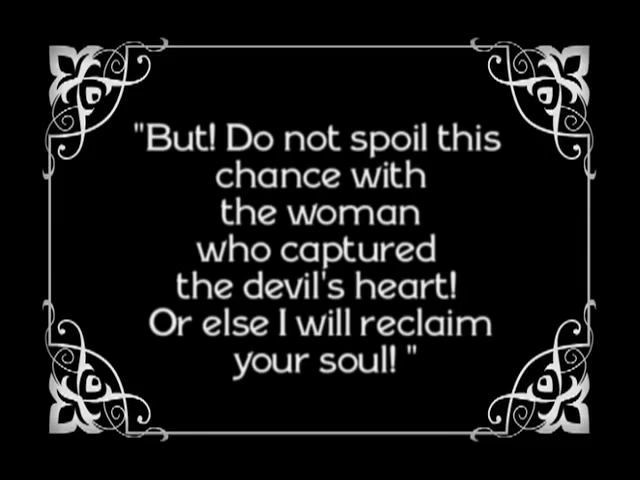 "But! Do not spoil this
chance with
the woman
who captured
the devil's heart!
Or else I will reclaim
your soul! "